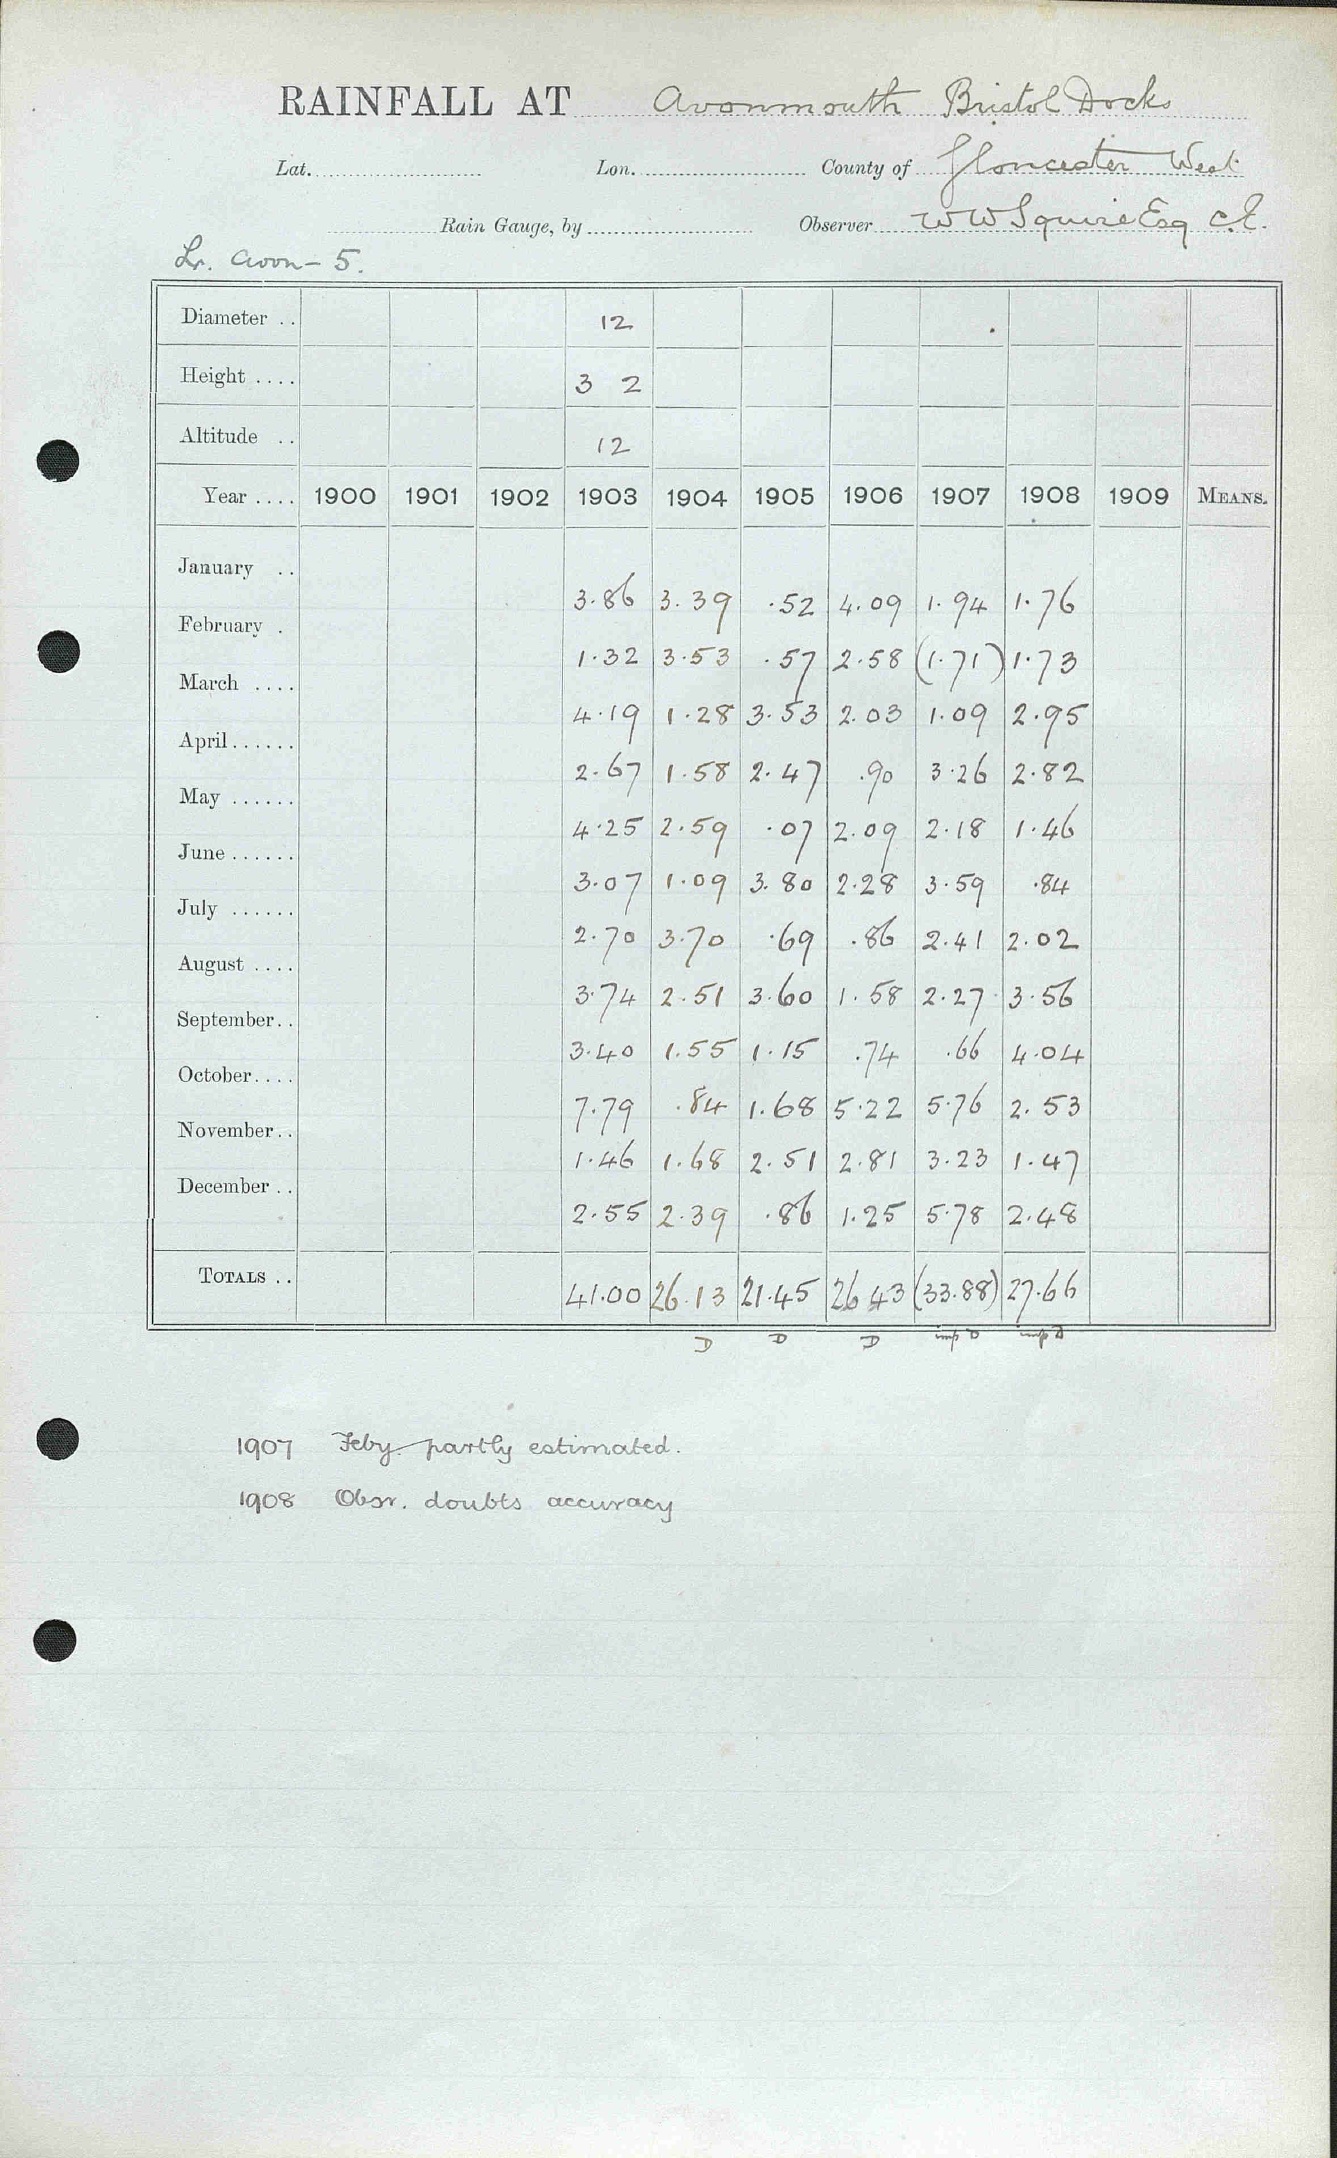 RAINFALL AT Avonmouth Bristol Docks
Lat. Lon. County of Gloucester West
Rain Gauge, by Observer W W Squire Esq C.E.
Lr. Avon - 5.
Diameter .. 12
Height .... 3 2
Altitude .. 12
Year .... 1900 1901 1902 1903 1904 1905 1906 1907 1908 1909 MEANS.
January .. 3.86 3.39 .52 4.09 1.94 1.76
February . 1.32 3.53 .57 2.58 (1.71) 1.73
March .... 4.19 1.28 3.53 2.03 1.09 2.95
April ...... 2.67 1.58 2.47 .90 3.26 2.82
May ...... 4.25 2.59 .07 2.09 2.18 1.46
June ...... 3.07 1.09 3.80 2.28 3.59 .84
July ...... 2.70 3.70 .69 .86 2.41 2.02
August .... 3.74 2.51 3.60 1.58 2.27 3.56
September .. 3.40 1.55 1.15 .74 .66 4.04
October .... 7.79 .84 1.68 5.22 5.76 2.53
November .. 1.46 1.68 2.51 2.81 3.23 1.47
December .. 2.55 2.39 .86 1.25 5.78 2.48
TOTALS .. 41.00 26.13 21.45 26 43 (33.88) 27.66
D D D imp D imp D
1907 Feby partly estimated.
1908 Obsr. doubts accuracy